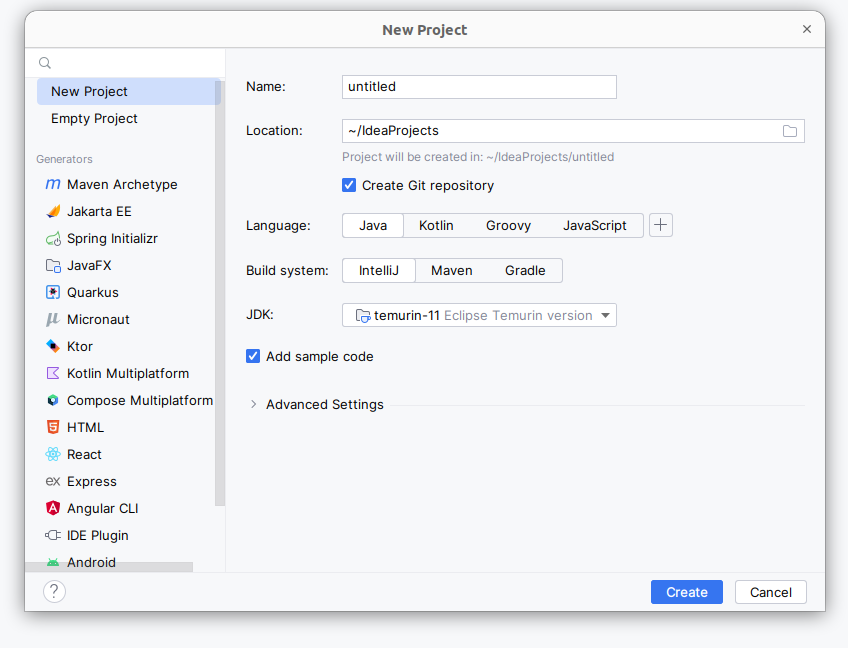 New Project
New Project
Empty Project
Generators
Maven Archetype
Jakarta EE
Spring Initializr
JavaFX
Quarkus
Micronaut
Ktor
Kotlin Multiplatform
Compose Multiplatform
HTML
React
ex Express
Angular CLI
IDE Plugin
Android
Name: untitled
Location: ~/IdeaProjects
Project will be created in: ~/IdeaProjects/untitled
Create Git repository
Language: Java Kotlin Groovy JavaScript
Build system: IntelliJ Maven Gradle
JDK: temurin-11 Eclipse Temurin version
Add sample code
Advanced Settings
? Create Cancel